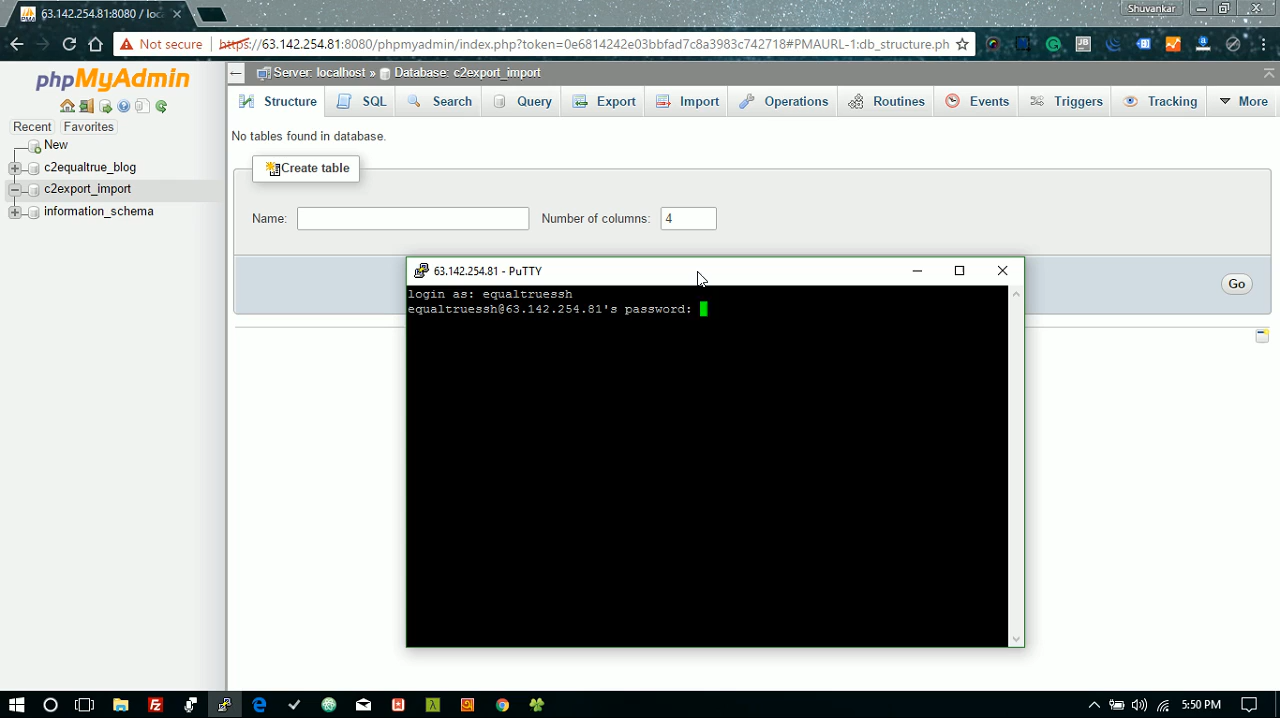 63.142.254.81:8080 / loc
Shuvankar
Not secure
https://63.142.254.81:8080/phpmyadmin/index.php?token=0e6814242e03bbfad7c8a3983c742718#PMAURL-1:db_structure.ph
phpMyAdmin
Recent
Favorites
New
c2equaltrue_blog
c2export_import
information_schema
Server: localhost » Database: c2export_import
Structure
SQL
Search
Query
Export
Import
Operations
Routines
Events
Triggers
Tracking
More
No tables found in database.
Create table
Name:
Number of columns:
4
Go
63.142.254.81 - PuTTY
login as: equaltruessh
equaltruessh@63.142.254.81's password:
5:50 PM